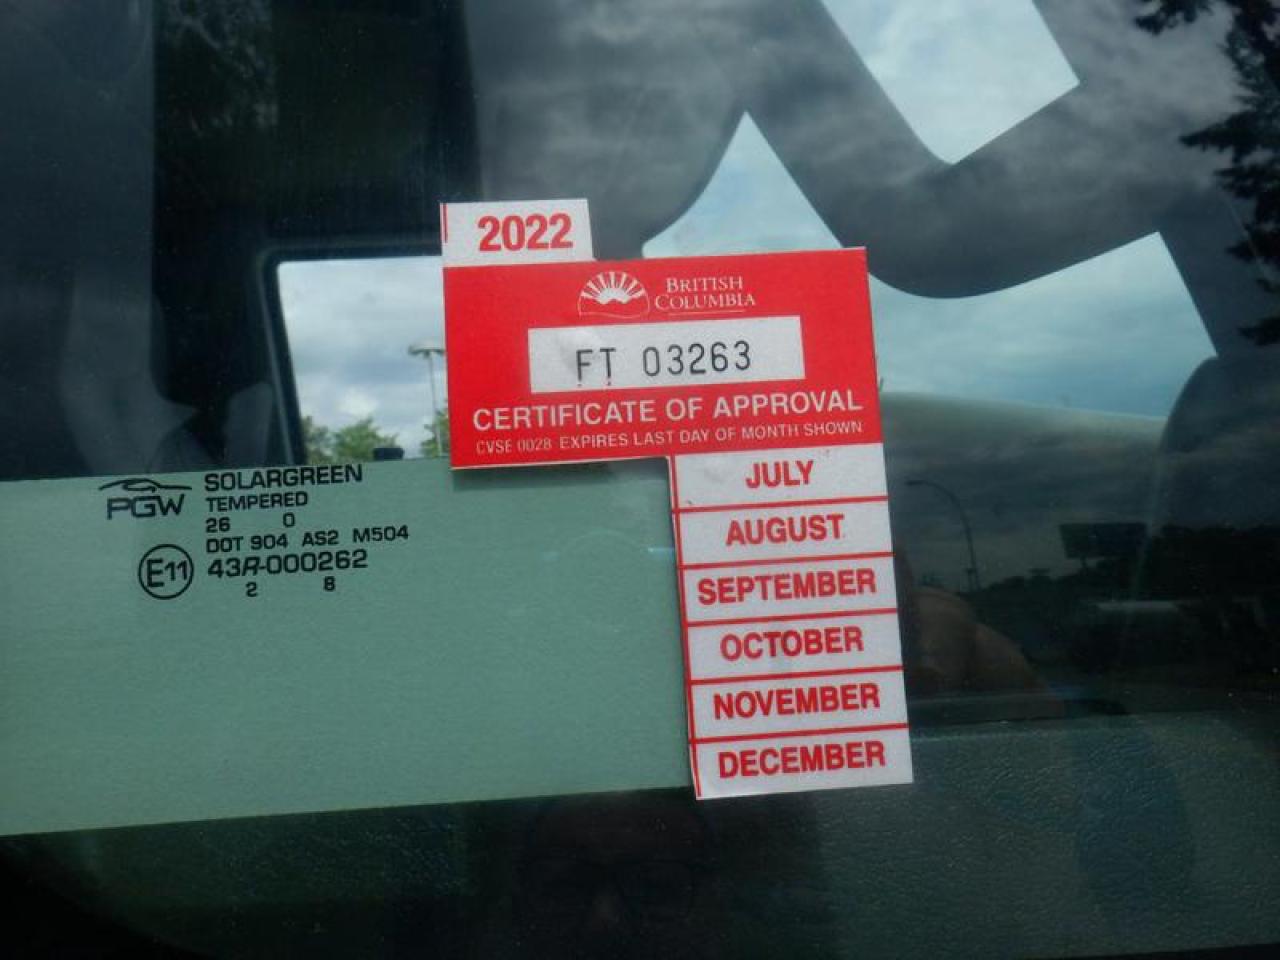 2022
BRITISH
COLUMBIA
FT 03263
CERTIFICATE OF APPROVAL
CVSE 0028 EXPIRES LAST DAY OF MONTH SHOWN
JULY
AUGUST
SEPTEMBER
OCTOBER
NOVEMBER
DECEMBER
PGW
SOLARGREEN
TEMPERED
26 0
DOT 904 AS2 M504
E11
43R-000262
2 8